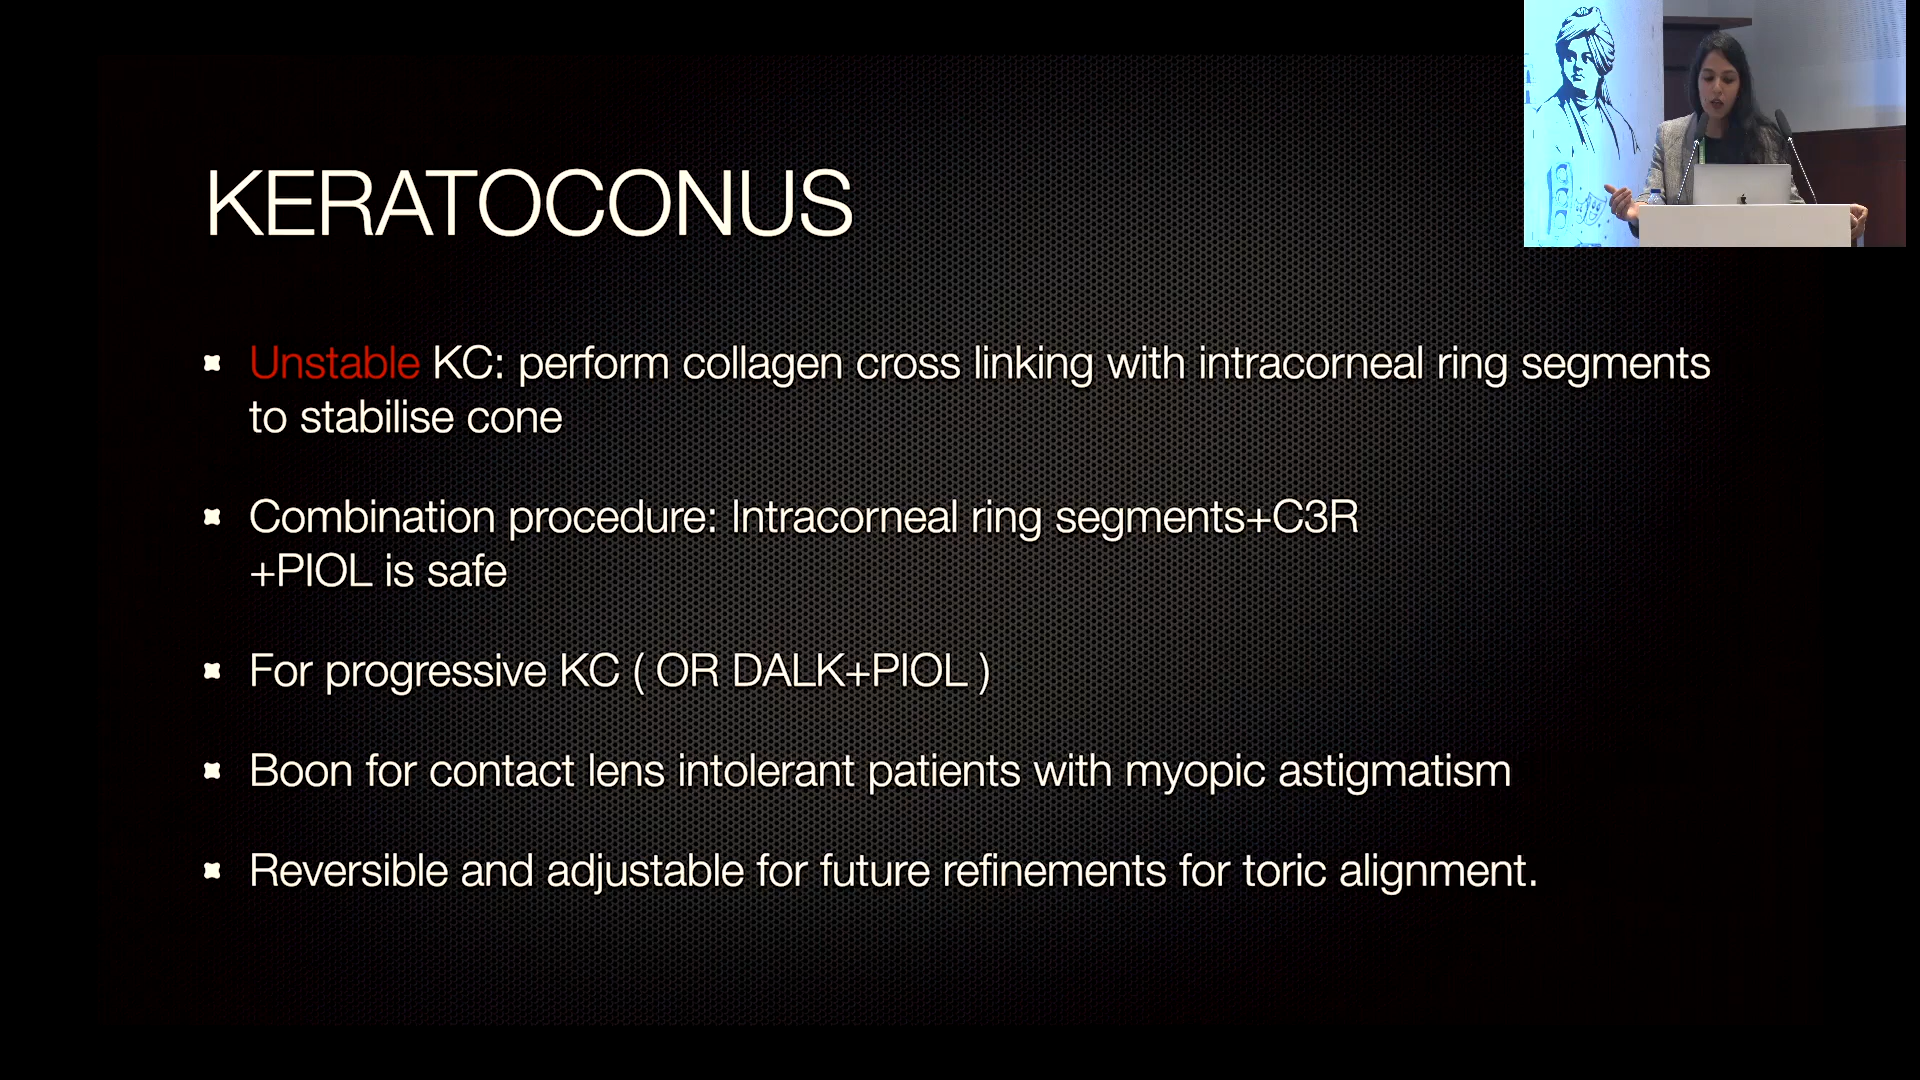 KERATOCONUS
Unstable KC: perform collagen cross linking with intracorneal ring segments
to stabilise cone
Combination procedure: Intracorneal ring segments+C3R
+PIOL is safe
For progressive KC ( OR DALK+PIOL )
Boon for contact lens intolerant patients with myopic astigmatism
Reversible and adjustable for future refinements for toric alignment.